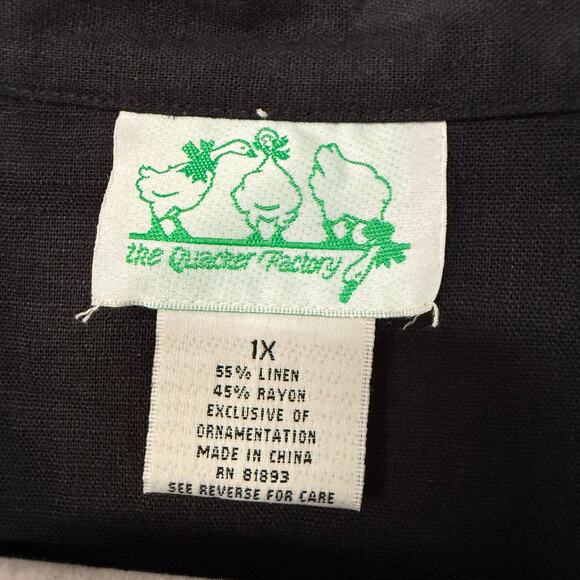 the Quacker Factory
1X
55% LINEN
45% RAYON
EXCLUSIVE OF
ORNAMENTATION
MADE IN CHINA
RN 81893
SEE REVERSE FOR CARE